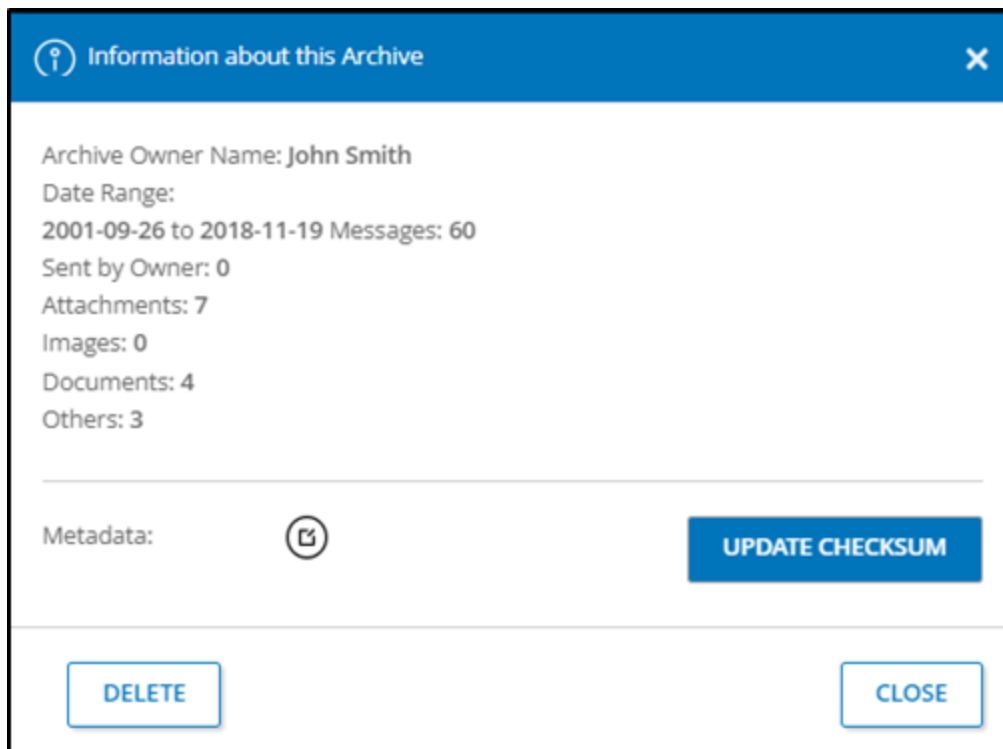 Information about this Archive
Archive Owner Name: John Smith
Date Range:
2001-09-26 to 2018-11-19 Messages: 60
Sent by Owner: 0
Attachments: 7
Images: 0
Documents: 4
Others: 3
Metadata:
UPDATE CHECKSUM
DELETE
CLOSE